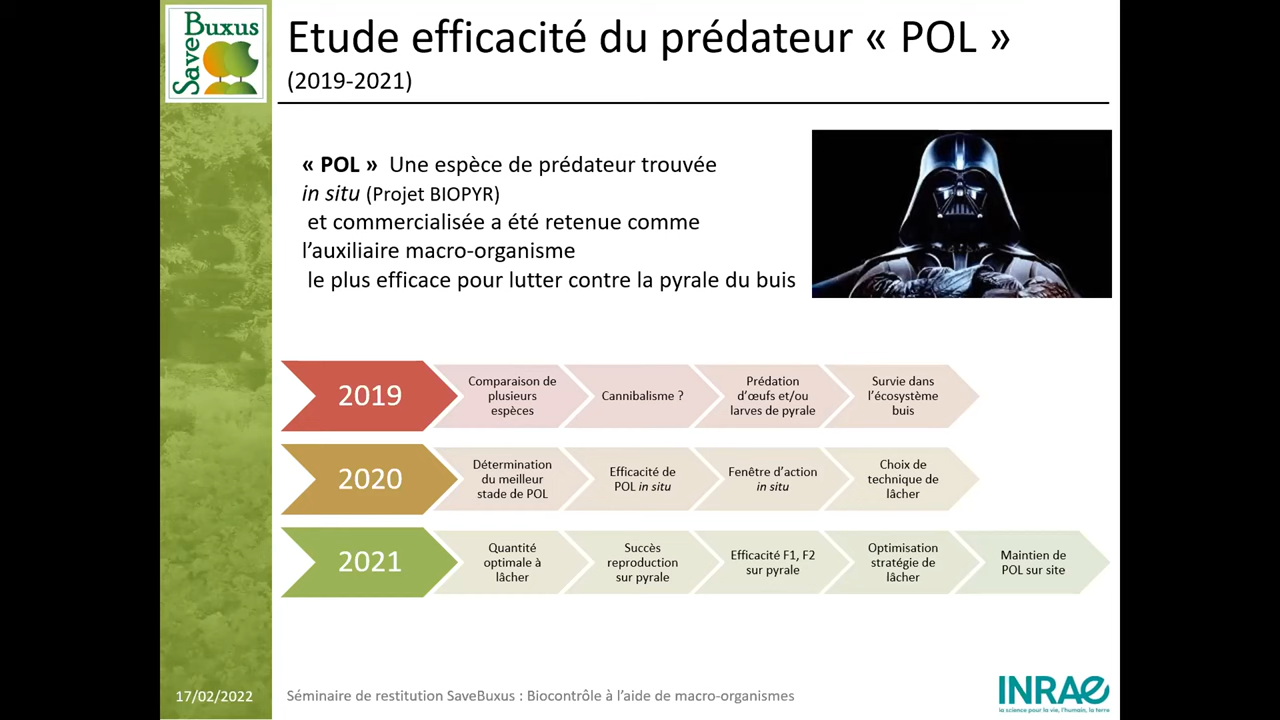 SaveBuxus
Etude efficacité du prédateur « POL »
(2019-2021)
« POL » Une espèce de prédateur trouvée
in situ (Projet BIOPYR)
et commercialisée a été retenue comme
l’auxiliaire macro-organisme
le plus efficace pour lutter contre la pyrale du buis
2019
Comparaison de
plusieurs
espèces
Cannibalisme ?
Prédation
d’œufs et/ou
larves de pyrale
Survie dans
l’écosystème
buis
2020
Détermination
du meilleur
stade de POL
Efficacité de
POL in situ
Fenêtre d’action
in situ
Choix de
technique de
lâcher
2021
Quantité
optimale à
lâcher
Succès
reproduction
sur pyrale
Efficacité F1, F2
sur pyrale
Optimisation
stratégie de
lâcher
Maintien de
POL sur site
17/02/2022
Séminaire de restitution SaveBuxus : Biocontrôle à l’aide de macro-organismes
INRAE
la science pour la vie, l’humain, la terre